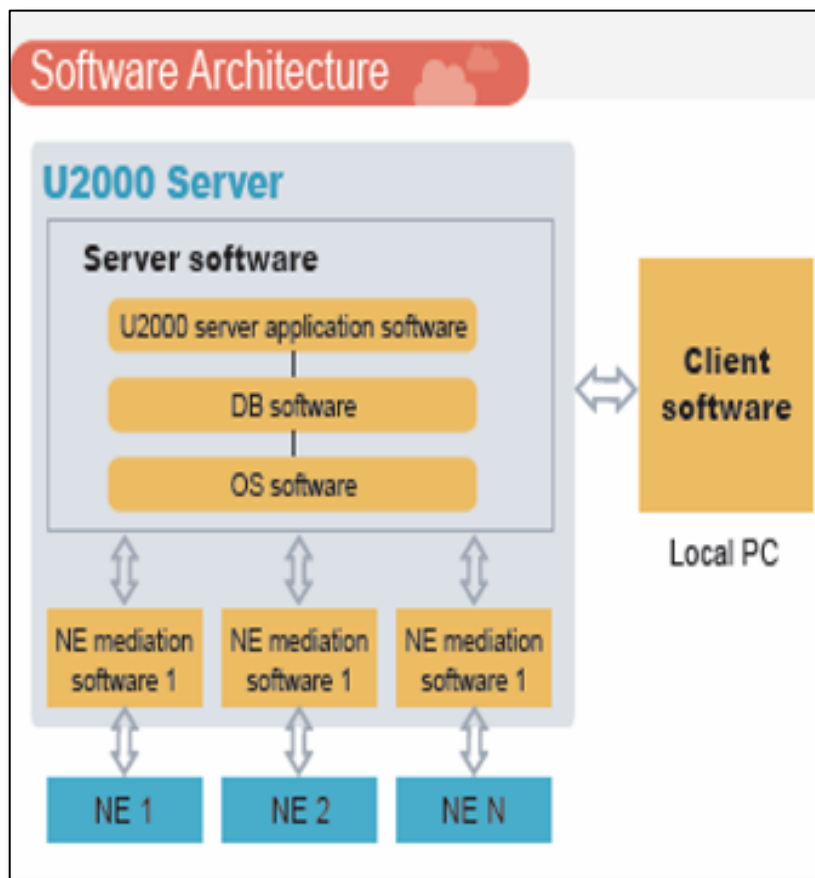 Software Architecture
U2000 Server
Server software
U2000 server application software
DB software
OS software
Client
software
Local PC
NE mediation
software 1
NE mediation
software 1
NE mediation
software 1
NE 1
NE 2
NE N